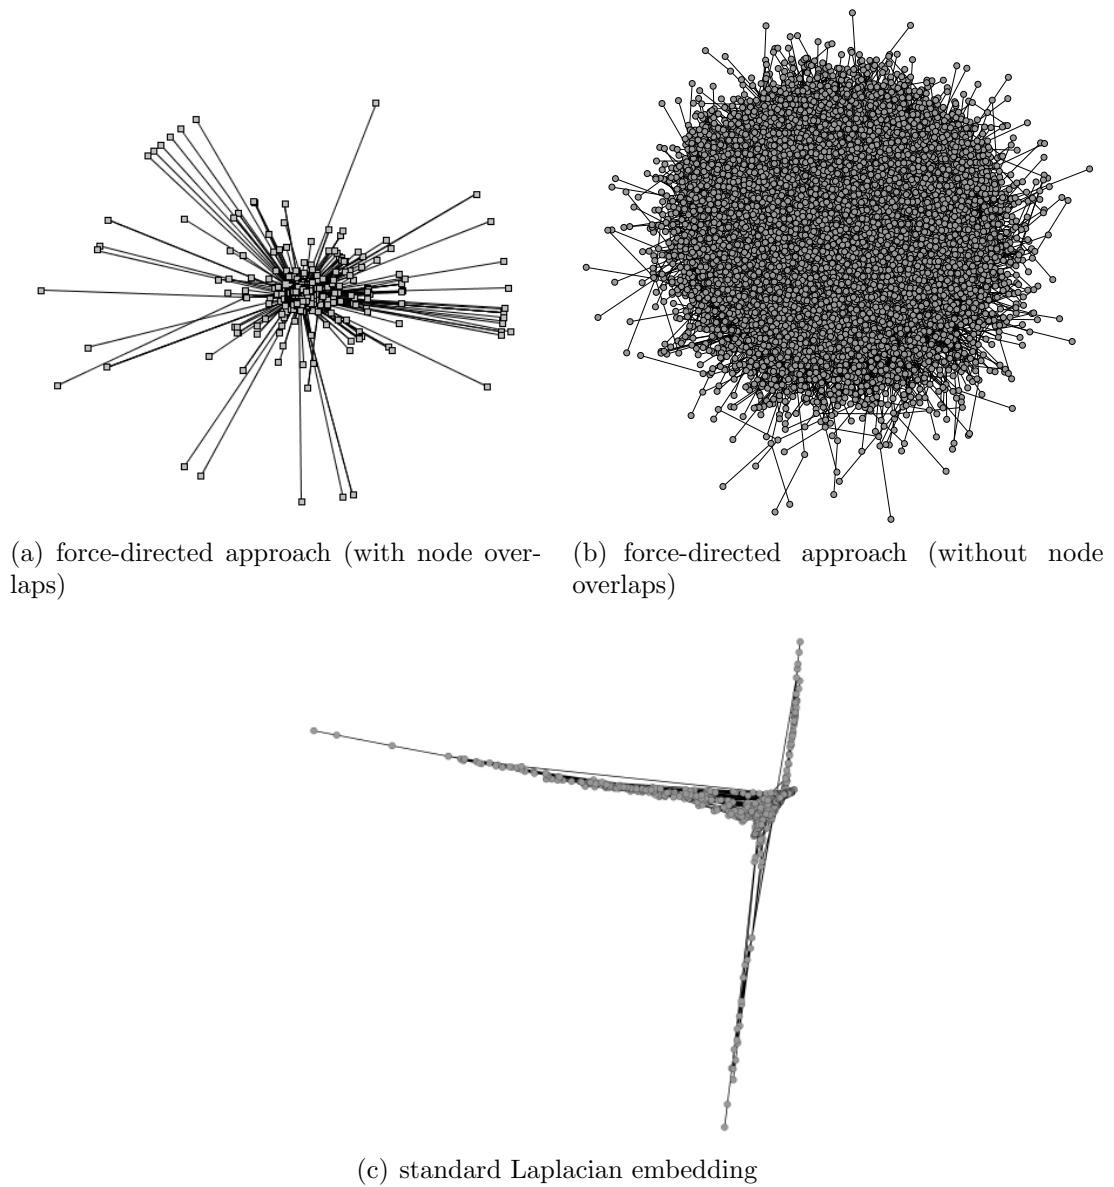 (a) force-directed approach (with node over-
laps)
(b) force-directed approach (without node
overlaps)
(c) standard Laplacian embedding